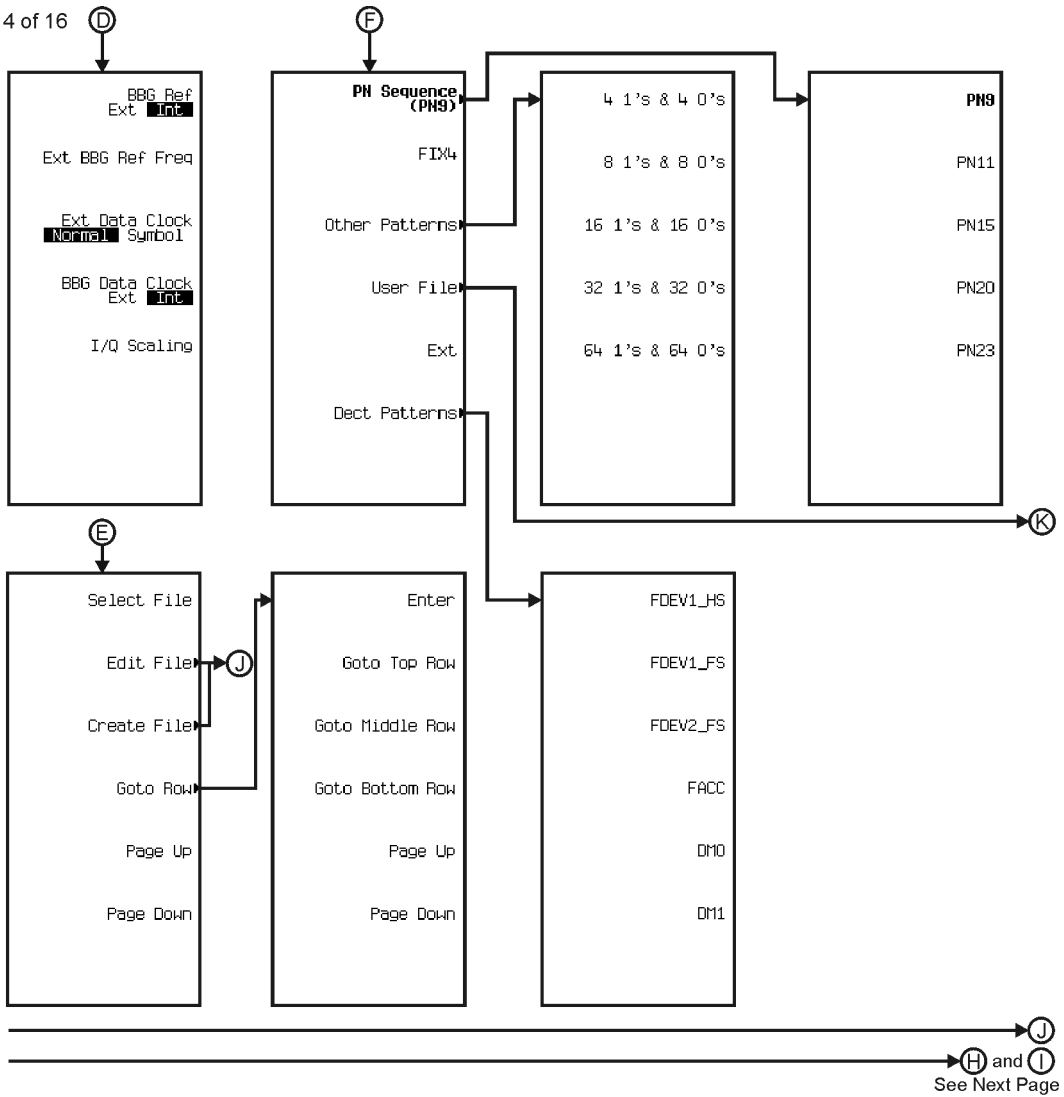 4 of 16
D
F
BBG Ref
Ext Int
Ext BBG Ref Freq
Ext Data Clock
Normal Symbol
BBG Data Clock
Ext Int
I/Q Scaling
PN Sequence
(PN9)
FIX4
Other Patterns
User File
Ext
Dect Patterns
4 1's & 4 0's
8 1's & 8 0's
16 1's & 16 0's
32 1's & 32 0's
64 1's & 64 0's
PN9
PN11
PN15
PN20
PN23
K
E
Select File
Edit File
J
Create File
Goto Row
Page Up
Page Down
Enter
Goto Top Row
Goto Middle Row
Goto Bottom Row
Page Up
Page Down
FDEV1_HS
FDEV1_FS
FDEV2_FS
FACC
DM0
DM1
J
H and I
See Next Page